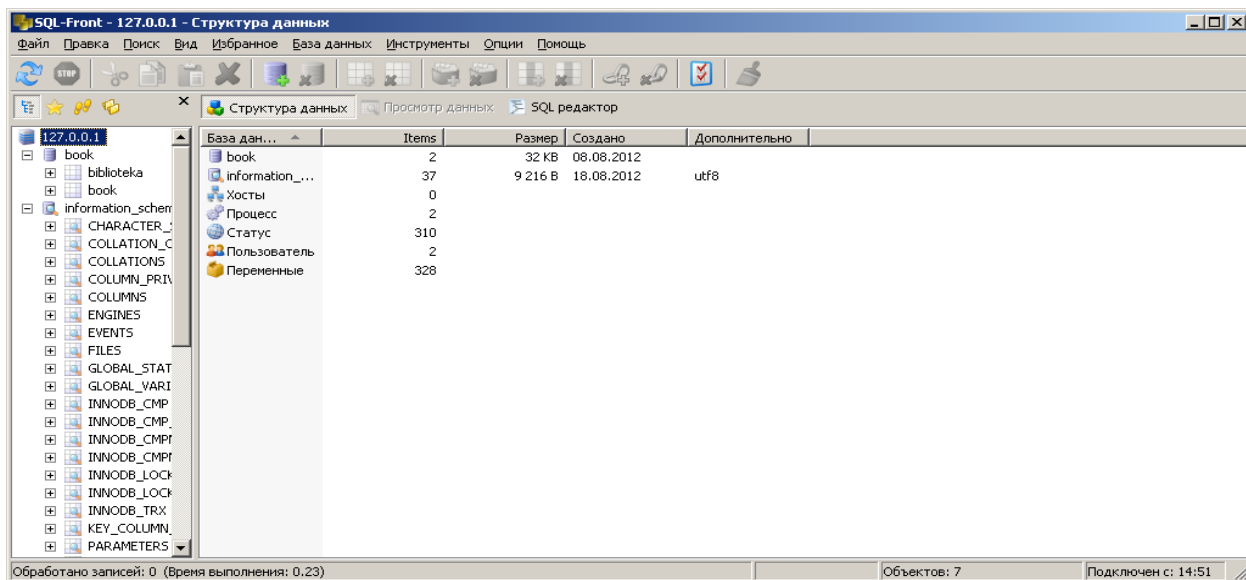 SQL-Front - 127.0.0.1 - Структура данных
Файл Правка Поиск Вид Избранное База данных Инструменты Опции Помощь
STOP
Структура данных Просмотр данных SQL редактор
127.0.0.1
book
biblioteka
book
information_schem
CHARACTER_S
COLLATION_C
COLLATIONS
COLUMN_PRIV
COLUMNS
ENGINES
EVENTS
FILES
GLOBAL_STAT
GLOBAL_VARI
INNODB_CMP
INNODB_CMP_
INNODB_CMPM
INNODB_CMPM
INNODB_LOCK
INNODB_LOCK
INNODB_TRX
KEY_COLUMN_
PARAMETERS
База дан... Items Размер Создано Дополнительно
book 2 32 KB 08.08.2012
information_... 37 9 216 B 18.08.2012 utf8
Хосты 0
Процесс 2
Статус 310
Пользователь 2
Переменные 328
Обработано записей: 0 (Время выполнения: 0.23) Объектов: 7 Подключен с: 14:51